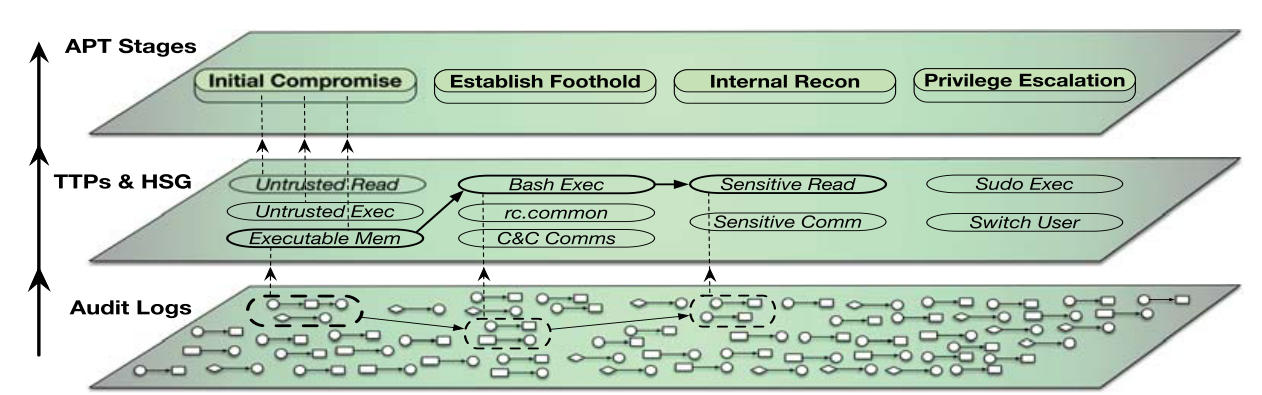 APT Stages
Initial Compromise
Establish Foothold
Internal Recon
Privilege Escalation
TTPs & HSG
Untrusted Read
Bash Exec
Sensitive Read
Sudo Exec
Untrusted Exec
rc.common
Sensitive Comm
Switch User
Executable Mem
C&C Comms
Audit Logs